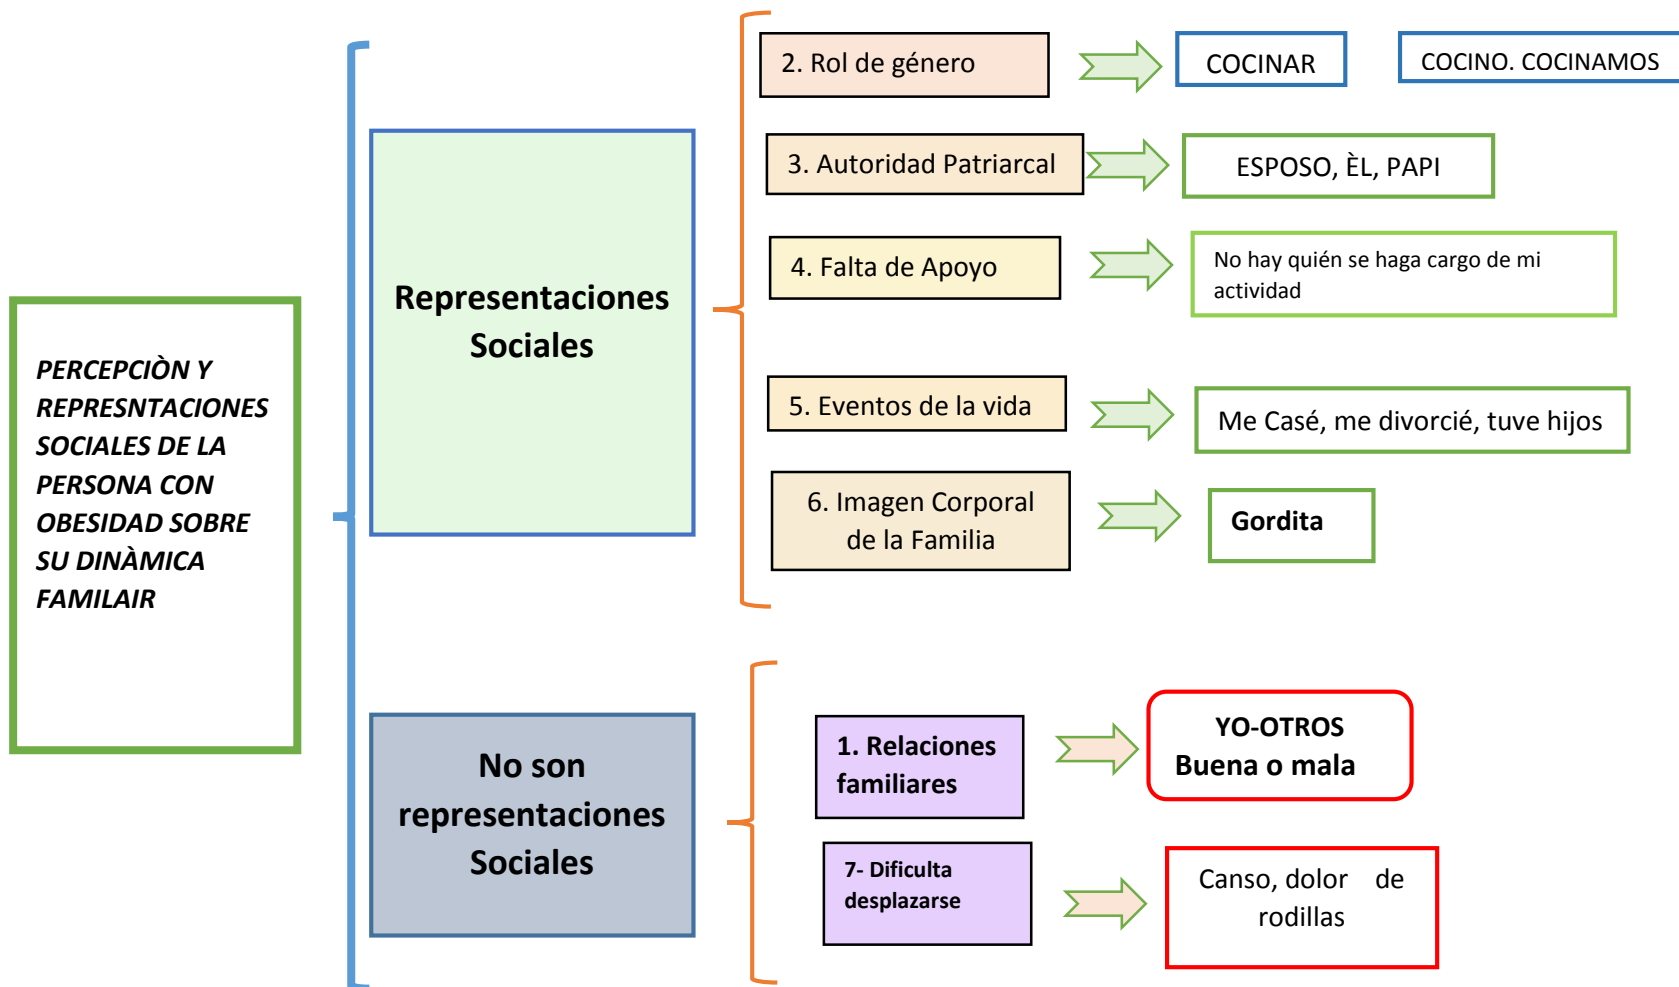 PERCEPCIÒN Y
REPRESNTACIONES
SOCIALES DE LA
PERSONA CON
OBESIDAD SOBRE
SU DINÀMICA
FAMILAIR
Representaciones
Sociales
2. Rol de género
COCINAR
COCINO. COCINAMOS
3. Autoridad Patriarcal
ESPOSO, ÈL, PAPI
4. Falta de Apoyo
No hay quién se haga cargo de mi
actividad
5. Eventos de la vida
Me Casé, me divorcié, tuve hijos
6. Imagen Corporal
de la Familia
Gordita
No son
representaciones
Sociales
1. Relaciones
familiares
YO-OTROS
Buena o mala
7- Dificulta
desplazarse
Canso, dolor de
rodillas